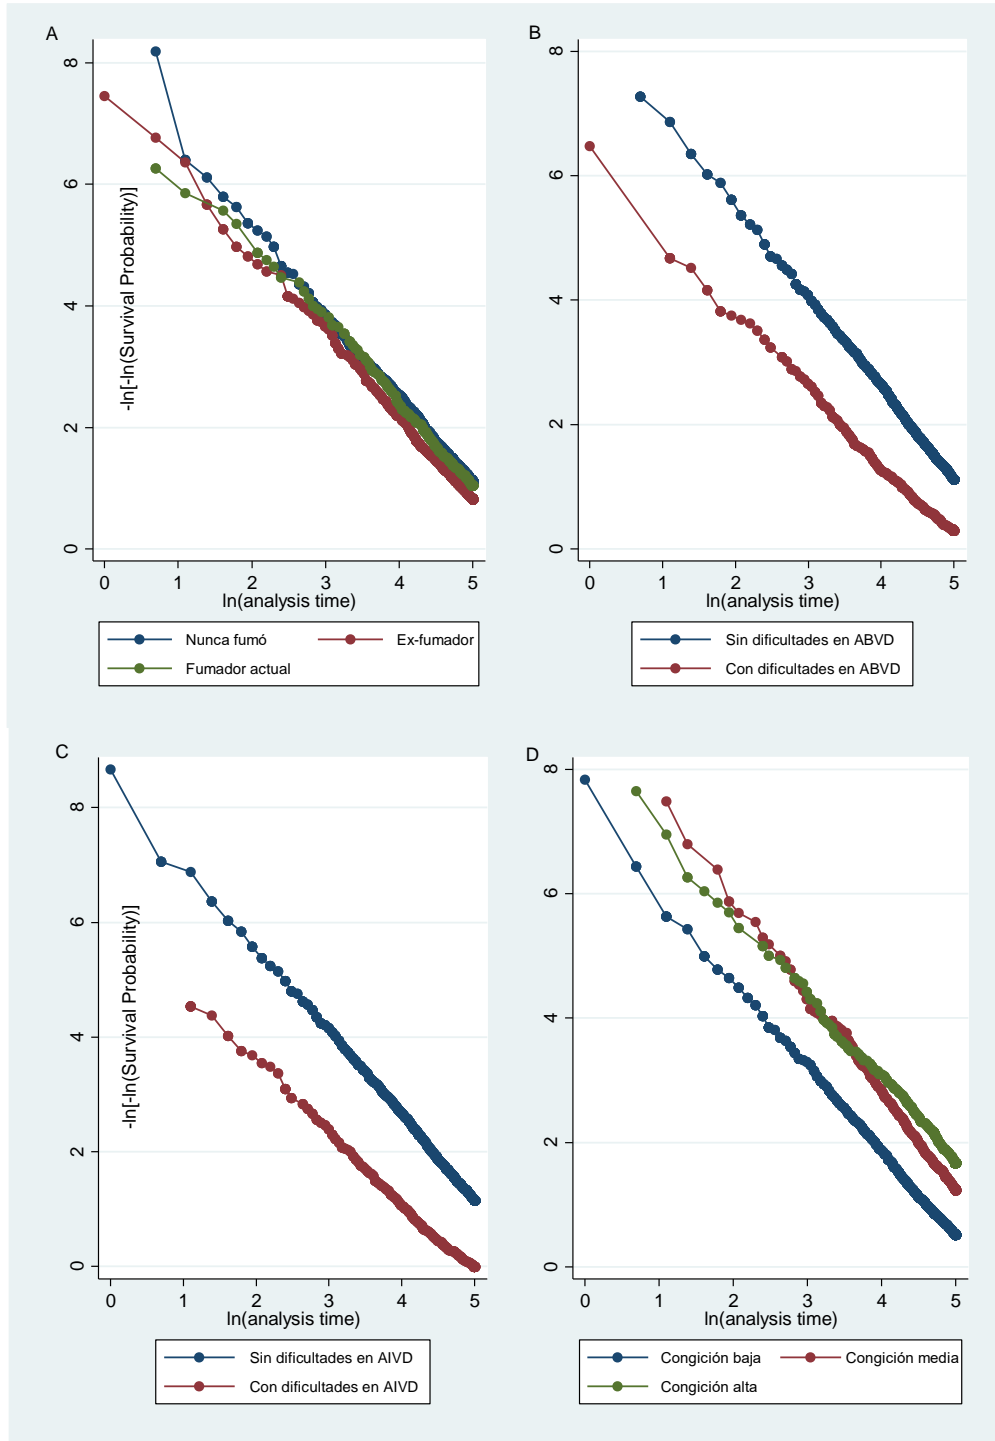 A
-ln[-ln(Survival Probability)]
8
6
4
2
0
0 1 2 3 4 5
ln(analysis time)
Nunca fumó Ex-fumador
Fumador actual
B
8
6
4
2
0
0 1 2 3 4 5
ln(analysis time)
Sin dificultades en ABVD
Con dificultades en ABVD
C
-ln[-ln(Survival Probability)]
8
6
4
2
0
0 1 2 3 4 5
ln(analysis time)
Sin dificultades en AIVD
Con dificultades en AIVD
D
8
6
4
2
0
0 1 2 3 4 5
ln(analysis time)
Congición baja Congición media
Congición alta